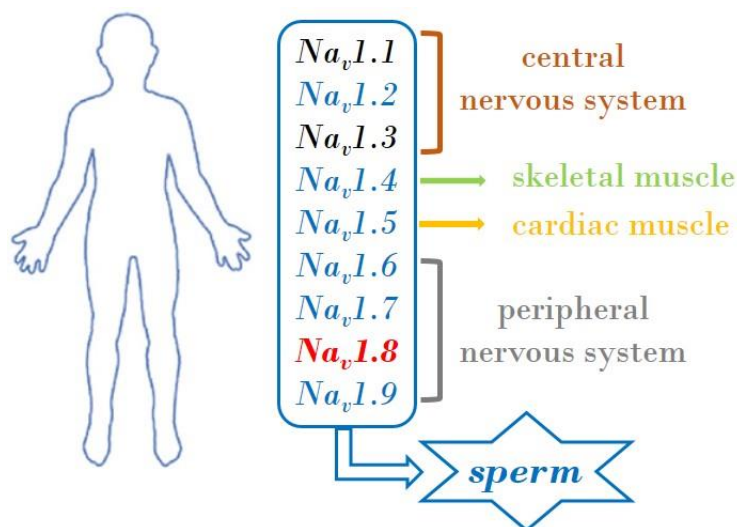 Nav1.1
Nav1.2
Nav1.3
Nav1.4
Nav1.5
Nav1.6
Nav1.7
Nav1.8
Nav1.9
central
nervous system
skeletal muscle
cardiac muscle
peripheral
nervous system
sperm